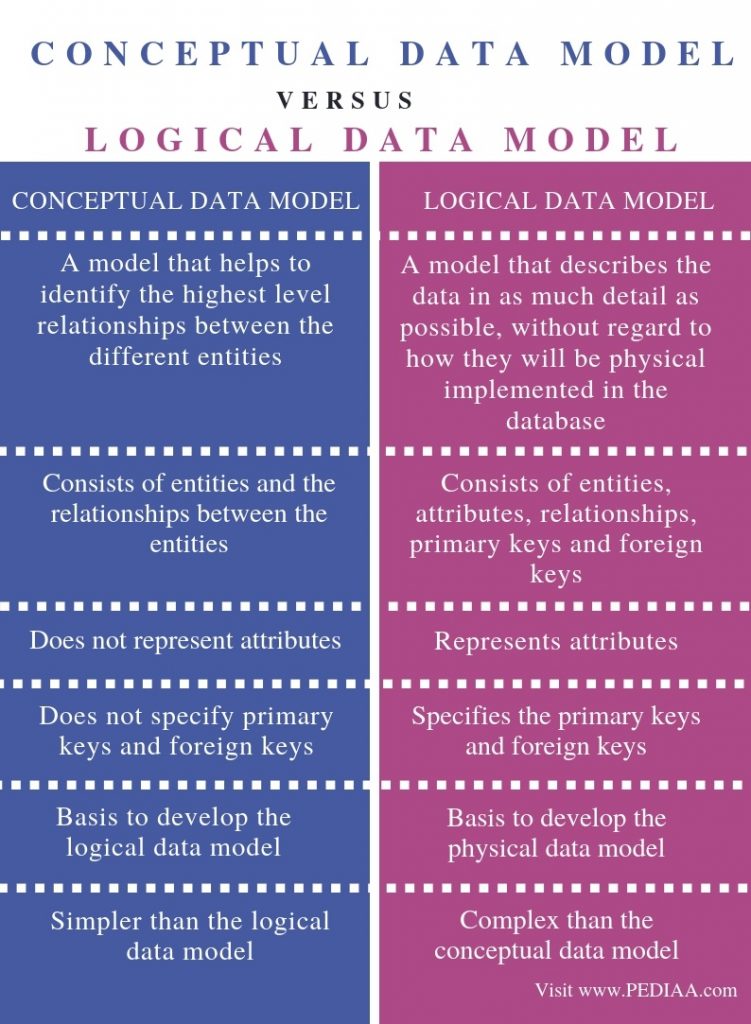 CONCEPTUAL DATA MODEL
VERSUS
LOGICAL DATA MODEL
CONCEPTUAL DATA MODEL
LOGICAL DATA MODEL
A model that helps to
identify the highest level
relationships between the
different entities
A model that describes the
data in as much detail as
possible, without regard to
how they will be physical
implemented in the
database
Consists of entities and the
relationships between the
entities
Consists of entities,
attributes, relationships,
primary keys and foreign
keys
Does not represent attributes
Represents attributes
Does not specify primary
keys and foreign keys
Specifies the primary keys
and foreign keys
Basis to develop the
logical data model
Basis to develop the
physical data model
Simpler than the logical
data model
Complex than the
conceptual data model
Visit www.PEDIAA.com